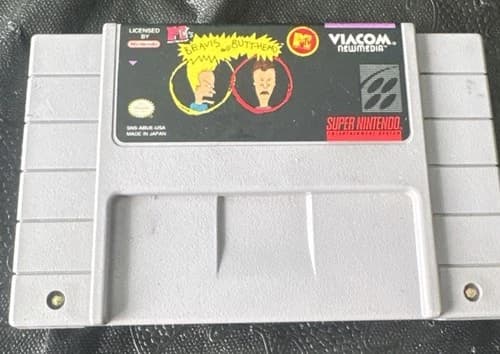 LICENSED BY
Nintendo
MTV's
BEAVIS AND BUTT-HEAD
MTV
VIACOM
newmedia
SNS-ABUE-USA
MADE IN JAPAN
SUPER NINTENDO
ENTERTAINMENT SYSTEM